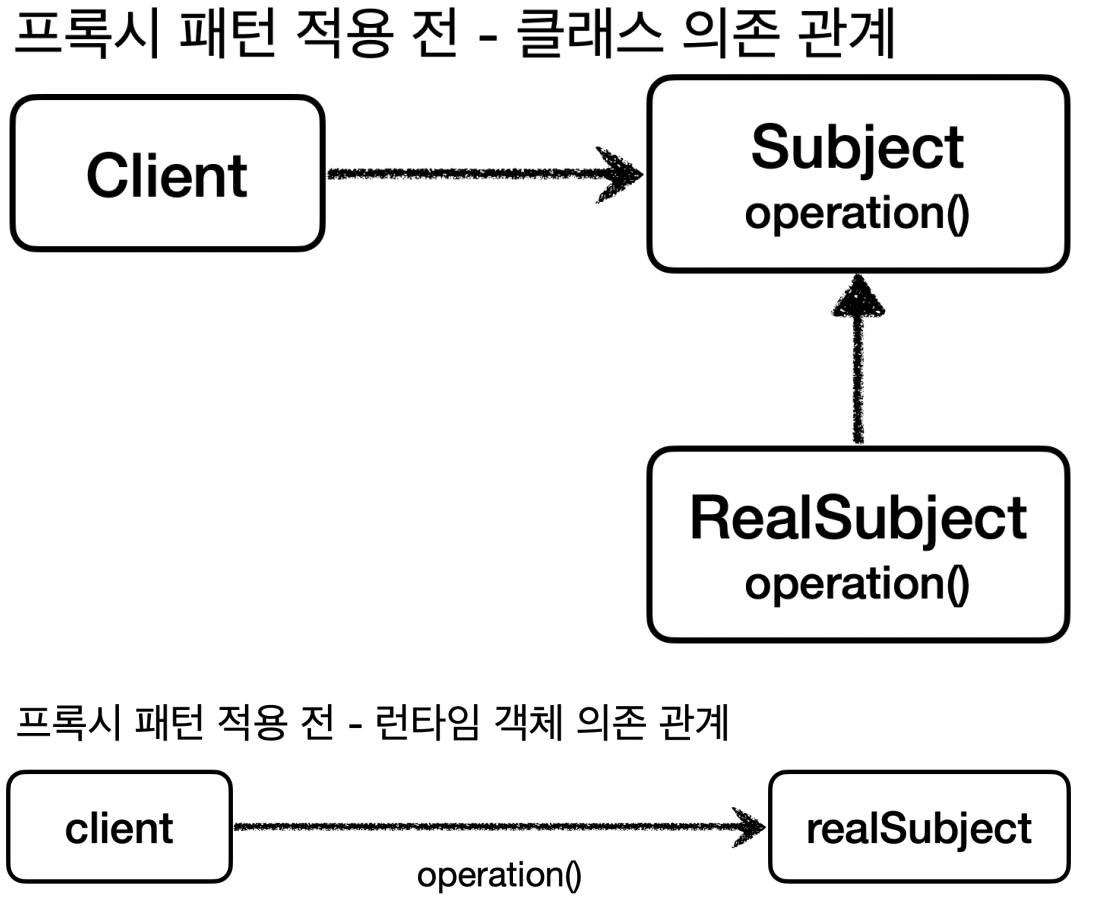 프록시 패턴 적용 전 - 클래스 의존 관계
Client
Subject
operation()
RealSubject
operation()
프록시 패턴 적용 전 - 런타임 객체 의존 관계
client
operation()
realSubject